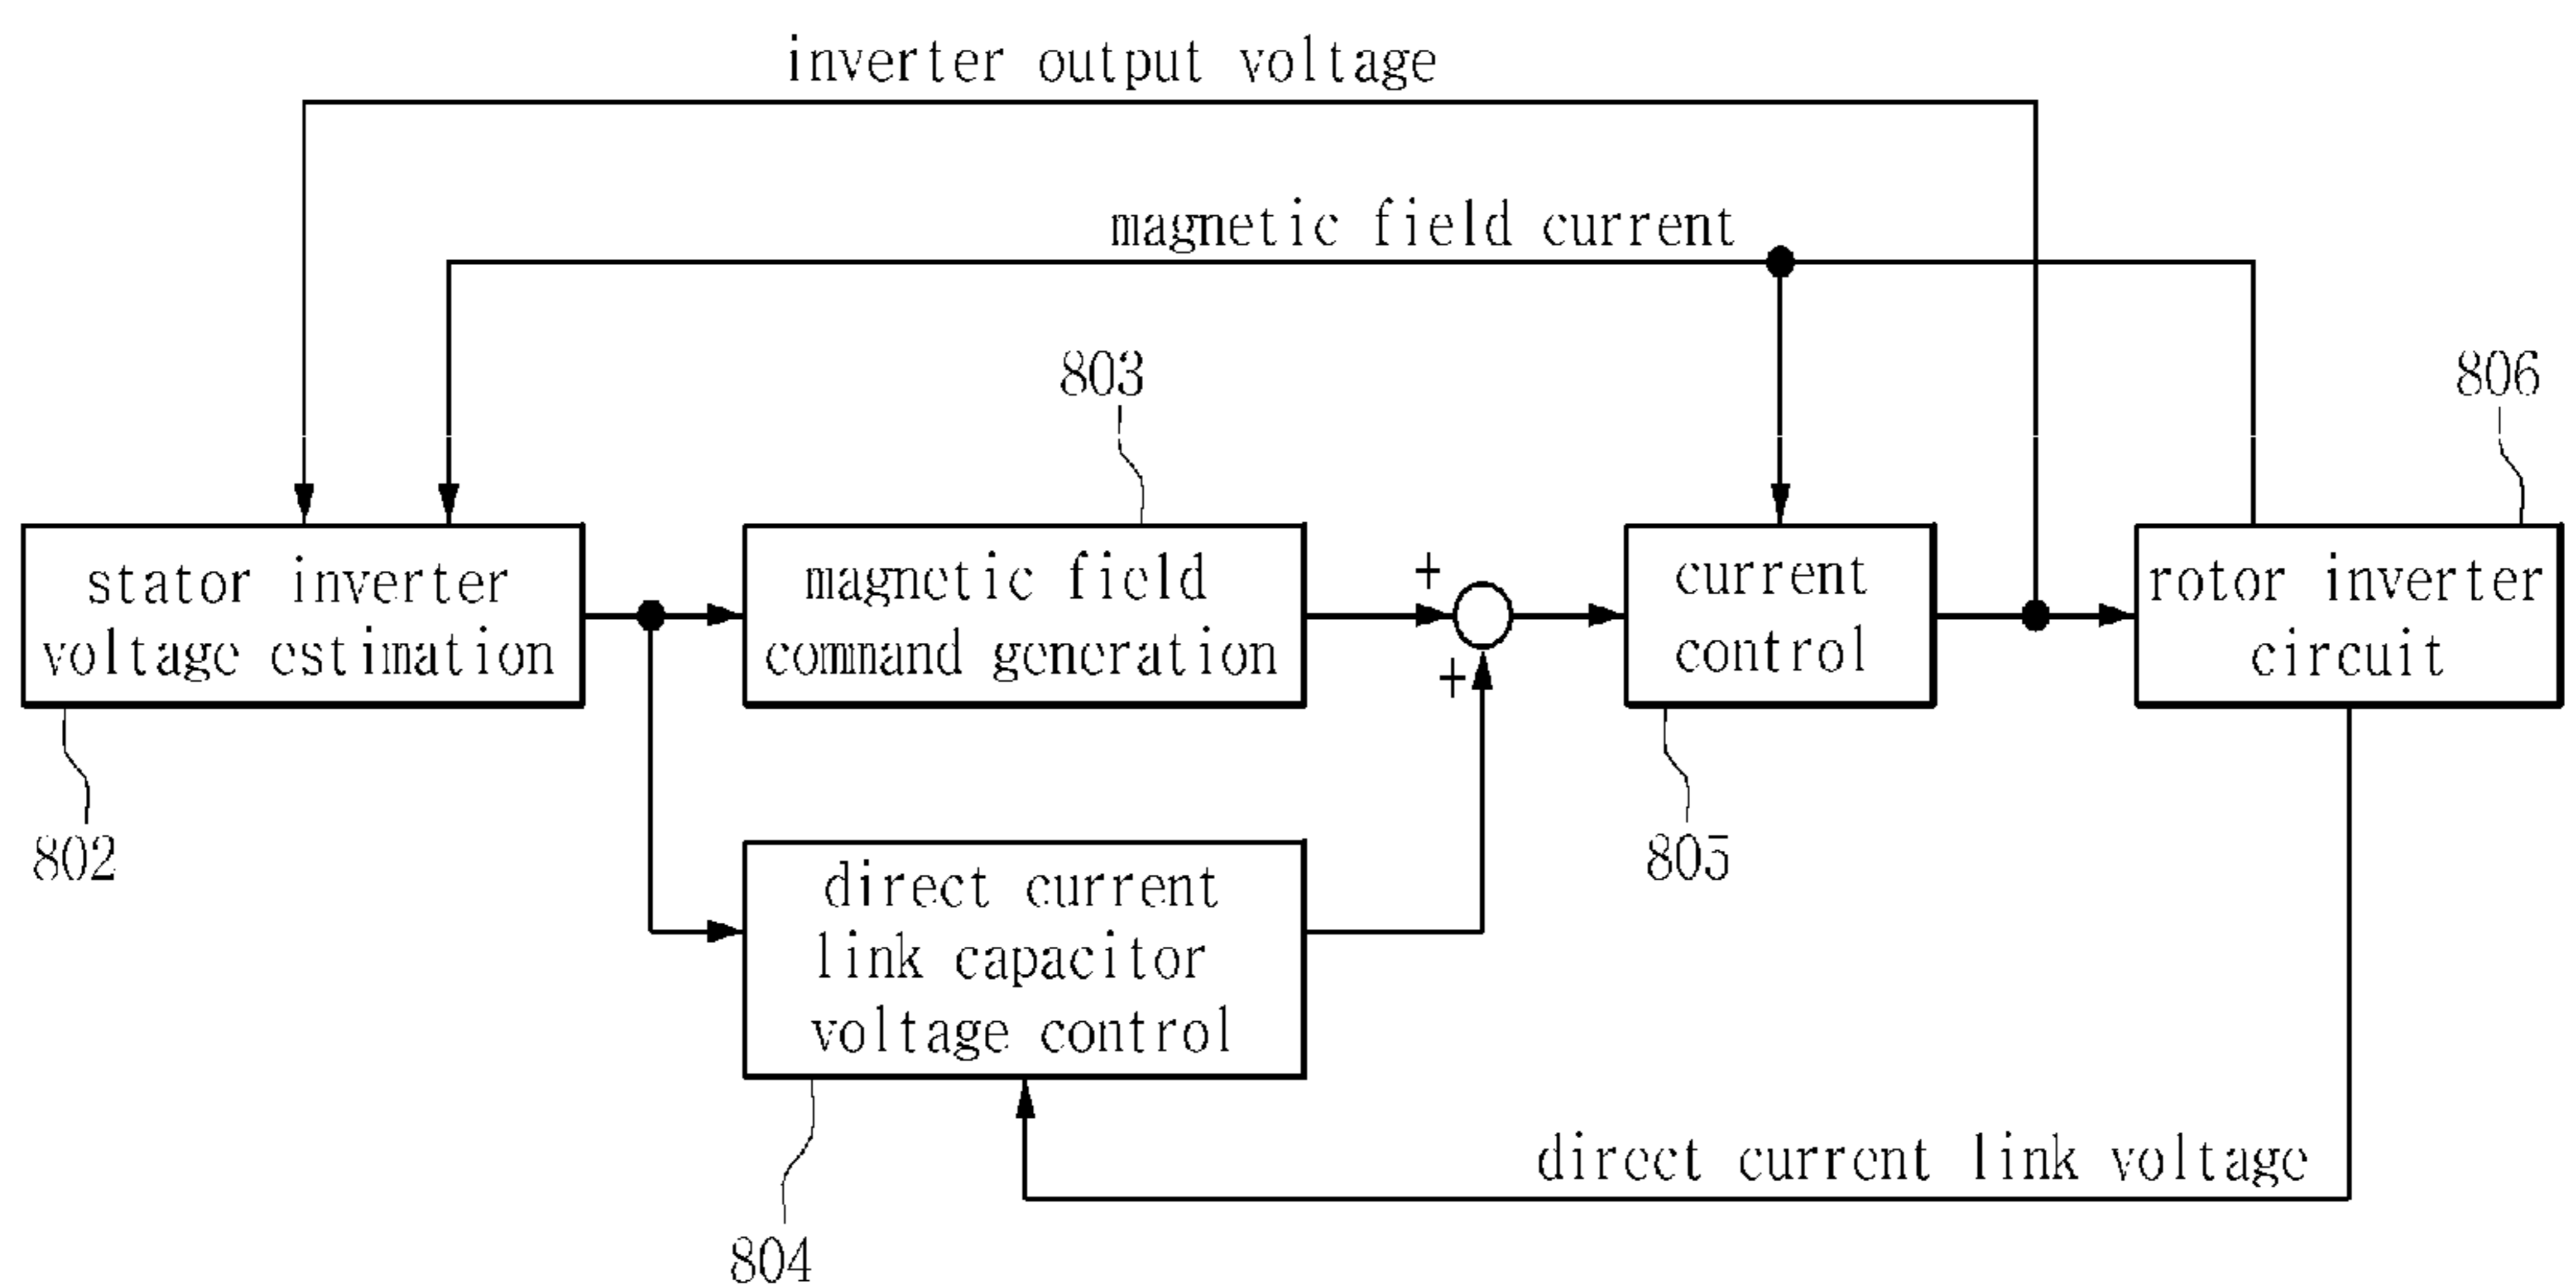 inverter output voltage
magnetic field current
803
806
stator inverter
voltage estimation
magnetic field
command generation
+
+
current
control
rotor inverter
circuit
802
805
direct current
link capacitor
voltage control
direct current link voltage
804